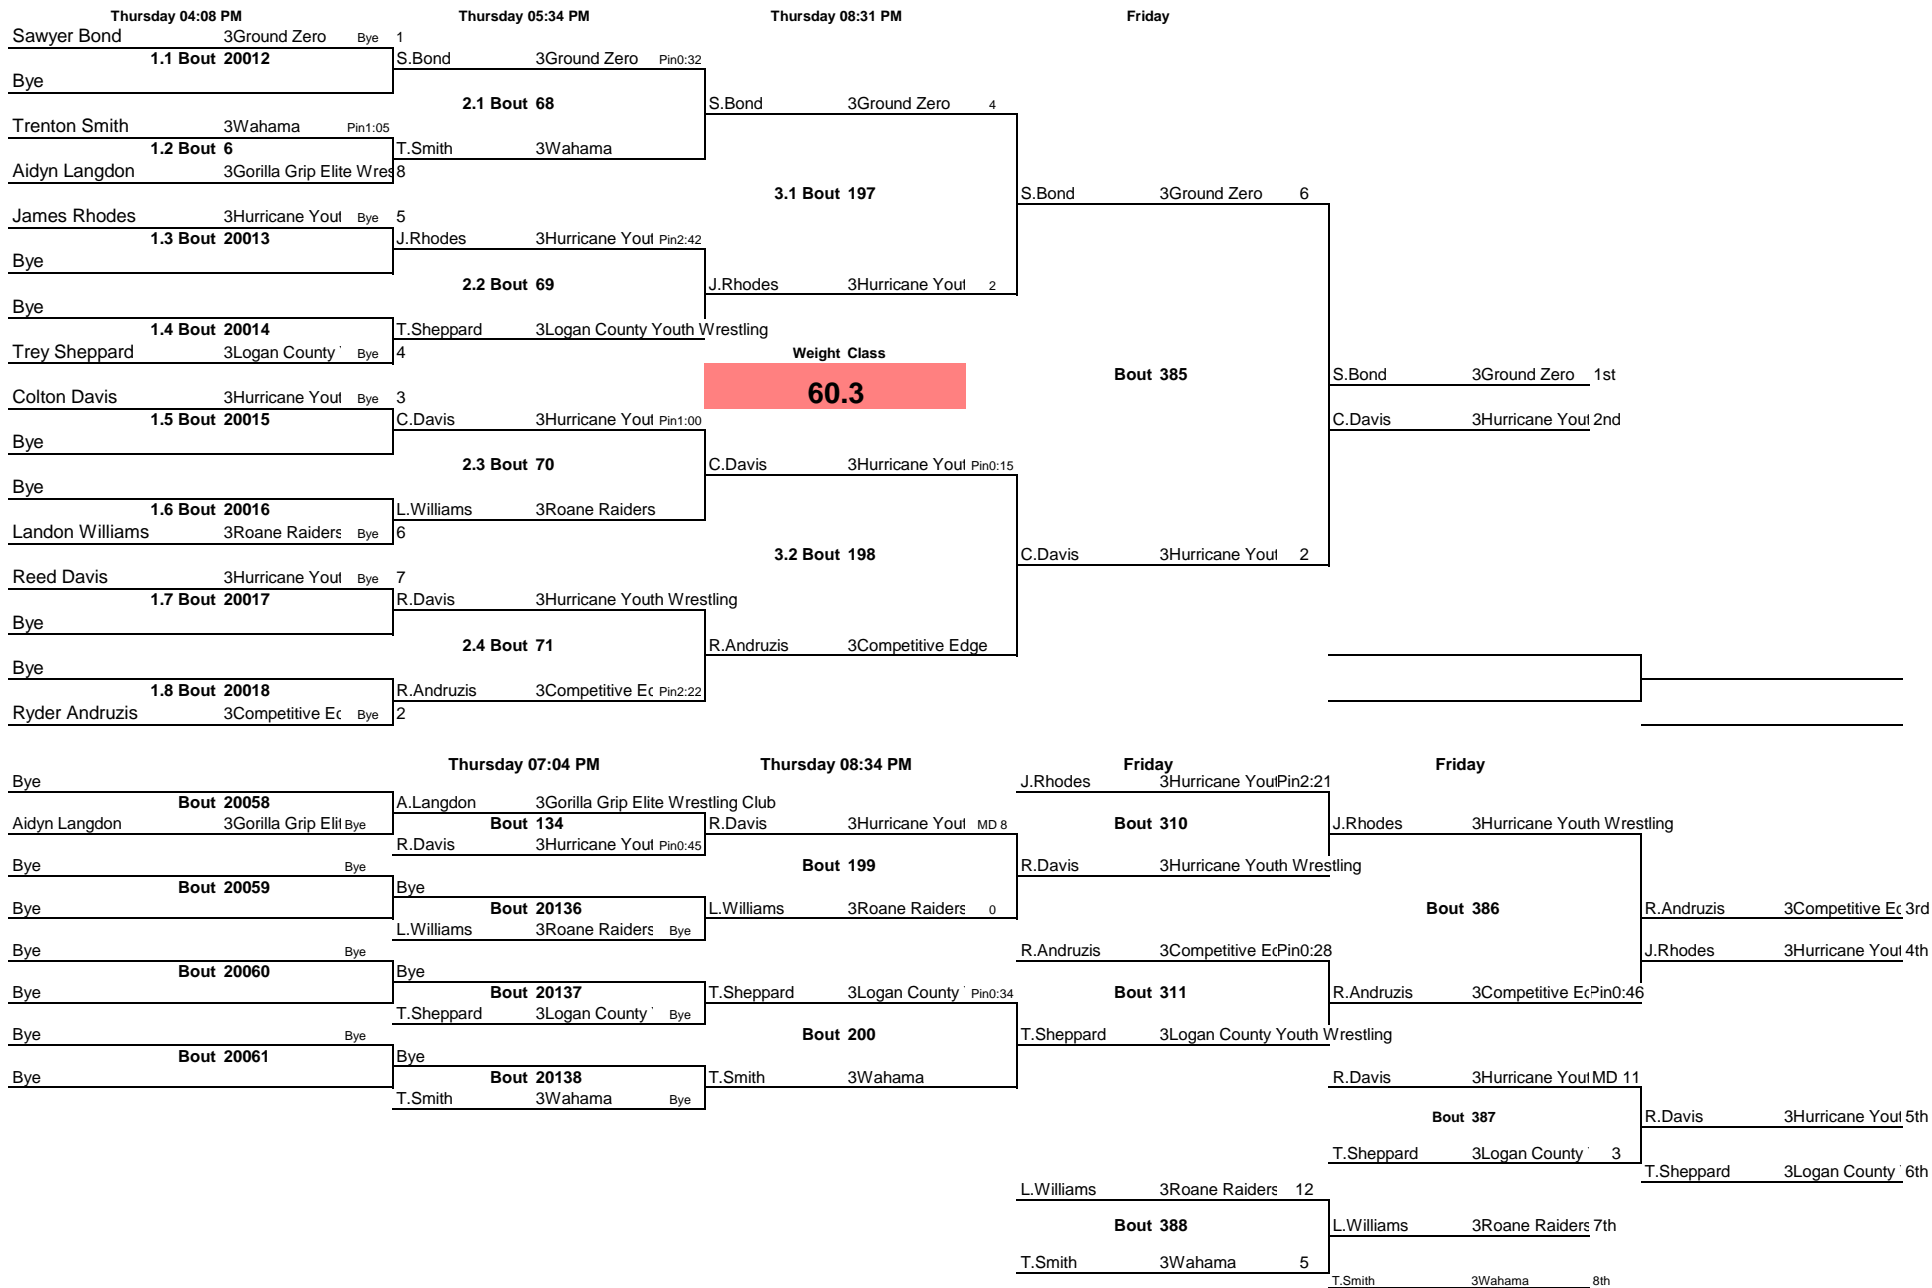 Thursday 04:08 PM Thursday 05:34 PM Thursday 08:31 PM Friday
Sawyer Bond 3Ground Zero Bye 1
1.1 Bout 20012 S.Bond 3Ground Zero Pin0:32
Bye
2.1 Bout 68 S.Bond 3Ground Zero 4
Trenton Smith 3Wahama Pin1:05
1.2 Bout 6 T.Smith 3Wahama
Aidyn Langdon 3Gorilla Grip Elite Wres 8
3.1 Bout 197 S.Bond 3Ground Zero 6
James Rhodes 3Hurricane Yout Bye 5
1.3 Bout 20013 J.Rhodes 3Hurricane Yout Pin2:42
Bye
2.2 Bout 69 J.Rhodes 3Hurricane Yout 2
Bye
1.4 Bout 20014 T.Sheppard 3Logan County Youth Wrestling
Trey Sheppard 3Logan County Bye 4 Weight Class
Bout 385 S.Bond 3Ground Zero 1st
Colton Davis 3Hurricane Yout Bye 3 60.3
1.5 Bout 20015 C.Davis 3Hurricane Yout Pin1:00 C.Davis 3Hurricane Yout 2nd
Bye
2.3 Bout 70 C.Davis 3Hurricane Yout Pin0:15
Bye
1.6 Bout 20016 L.Williams 3Roane Raiders
Landon Williams 3Roane Raiders Bye 6
3.2 Bout 198 C.Davis 3Hurricane Yout 2
Reed Davis 3Hurricane Yout Bye 7
1.7 Bout 20017 R.Davis 3Hurricane Youth Wrestling
Bye
2.4 Bout 71 R.Andruzis 3Competitive Edge
Bye
1.8 Bout 20018 R.Andruzis 3Competitive Ec Pin2:22
Ryder Andruzis 3Competitive Ec Bye 2
Thursday 07:04 PM Thursday 08:34 PM Friday Friday
Bye J.Rhodes 3Hurricane Yout Pin2:21
Bout 20058 A.Langdon 3Gorilla Grip Elite Wrestling Club
Aidyn Langdon 3Gorilla Grip Elit Bye Bout 134 R.Davis 3Hurricane Yout MD 8 Bout 310 J.Rhodes 3Hurricane Youth Wrestling
R.Davis 3Hurricane Yout Pin0:45
Bye Bye Bout 199 R.Davis 3Hurricane Youth Wrestling
Bout 20059 Bye
Bye Bout 20136 L.Williams 3Roane Raiders 0 Bout 386 R.Andruzis 3Competitive Ec 3rd
L.Williams 3Roane Raiders Bye
Bye Bye R.Andruzis 3Competitive Ec Pin0:28 J.Rhodes 3Hurricane Yout 4th
Bout 20060 Bye
Bye Bout 20137 T.Sheppard 3Logan County Pin0:34 Bout 311 R.Andruzis 3Competitive Ec Pin0:46
T.Sheppard 3Logan County Bye
Bye Bye Bout 200 T.Sheppard 3Logan County Youth Wrestling
Bout 20061 Bye
Bye Bout 20138 T.Smith 3Wahama R.Davis 3Hurricane Yout MD 11
T.Smith 3Wahama Bye
Bout 387 R.Davis 3Hurricane Yout 5th
T.Sheppard 3Logan County 3
T.Sheppard 3Logan County 6th
L.Williams 3Roane Raiders 12
Bout 388 L.Williams 3Roane Raiders 7th
T.Smith 3Wahama 5
T.Smith 3Wahama 8th